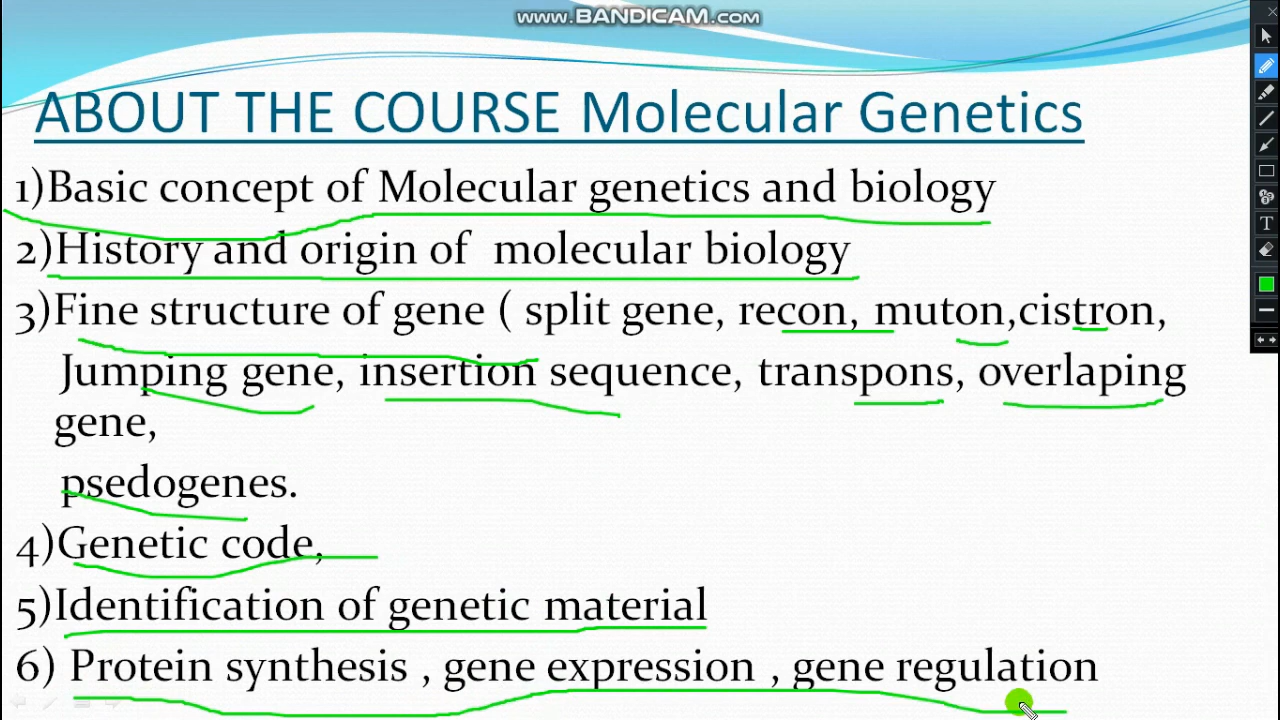 www.BANDICAM.com
ABOUT THE COURSE Molecular Genetics
1)Basic concept of Molecular genetics and biology
2)History and origin of molecular biology
3)Fine structure of gene ( split gene, recon, muton,cistron,
Jumping gene, insertion sequence, transpons, overlaping
gene,
psedogenes.
4)Genetic code,
5)Identification of genetic material
6) Protein synthesis , gene expression , gene regulation